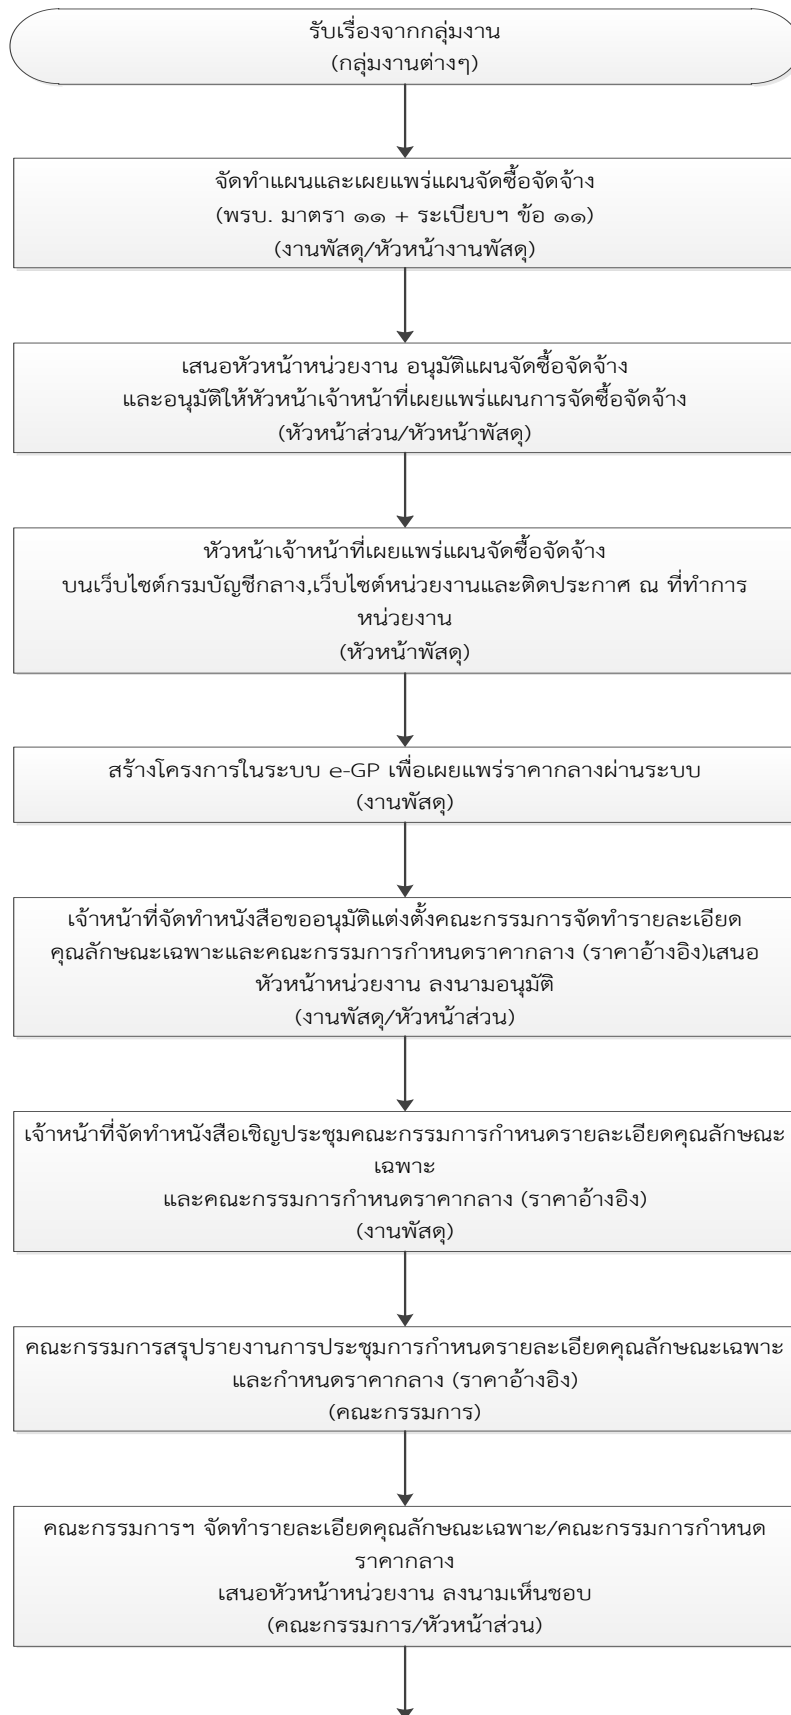 รับเรื่องจากกลุ่มงาน
(กลุ่มงานต่างๆ)
จัดทำแผนและเผยแพร่แผนจัดซื้อจัดจ้าง
(พรบ. มาตรา ๑๑ + ระเบียบฯ ข้อ ๑๑)
(งานพัสดุ/หัวหน้างานพัสดุ)
เสนอหัวหน้าหน่วยงาน อนุมัติแผนจัดซื้อจัดจ้าง
และอนุมัติให้หัวหน้าเจ้าหน้าที่เผยแพร่แผนการจัดซื้อจัดจ้าง
(หัวหน้าส่วน/หัวหน้าพัสดุ)
หัวหน้าเจ้าหน้าที่เผยแพร่แผนจัดซื้อจัดจ้าง
บนเว็บไซต์กรมบัญชีกลาง,เว็บไซต์หน่วยงานและติดประกาศ ณ ที่ทำการ
หน่วยงาน
(หัวหน้าพัสดุ)
สร้างโครงการในระบบ e-GP เพื่อเผยแพร่ราคากลางผ่านระบบ
(งานพัสดุ)
เจ้าหน้าที่จัดทำหนังสือขออนุมัติแต่งตั้งคณะกรรมการจัดทำรายละเอียด
คุณลักษณะเฉพาะและคณะกรรมการกำหนดราคากลาง (ราคาอ้างอิง)เสนอ
หัวหน้าหน่วยงาน ลงนามอนุมัติ
(งานพัสดุ/หัวหน้าส่วน)
เจ้าหน้าที่จัดทำหนังสือเชิญประชุมคณะกรรมการกำหนดรายละเอียดคุณลักษณะ
เฉพาะ
และคณะกรรมการกำหนดราคากลาง (ราคาอ้างอิง)
(งานพัสดุ)
คณะกรรมการสรุปรายงานการประชุมการกำหนดรายละเอียดคุณลักษณะเฉพาะ
และกำหนดราคากลาง (ราคาอ้างอิง)
(คณะกรรมการ)
คณะกรรมการฯ จัดทำรายละเอียดคุณลักษณะเฉพาะ/คณะกรรมการกำหนด
ราคากลาง
เสนอหัวหน้าหน่วยงาน ลงนามเห็นชอบ
(คณะกรรมการ/หัวหน้าส่วน)